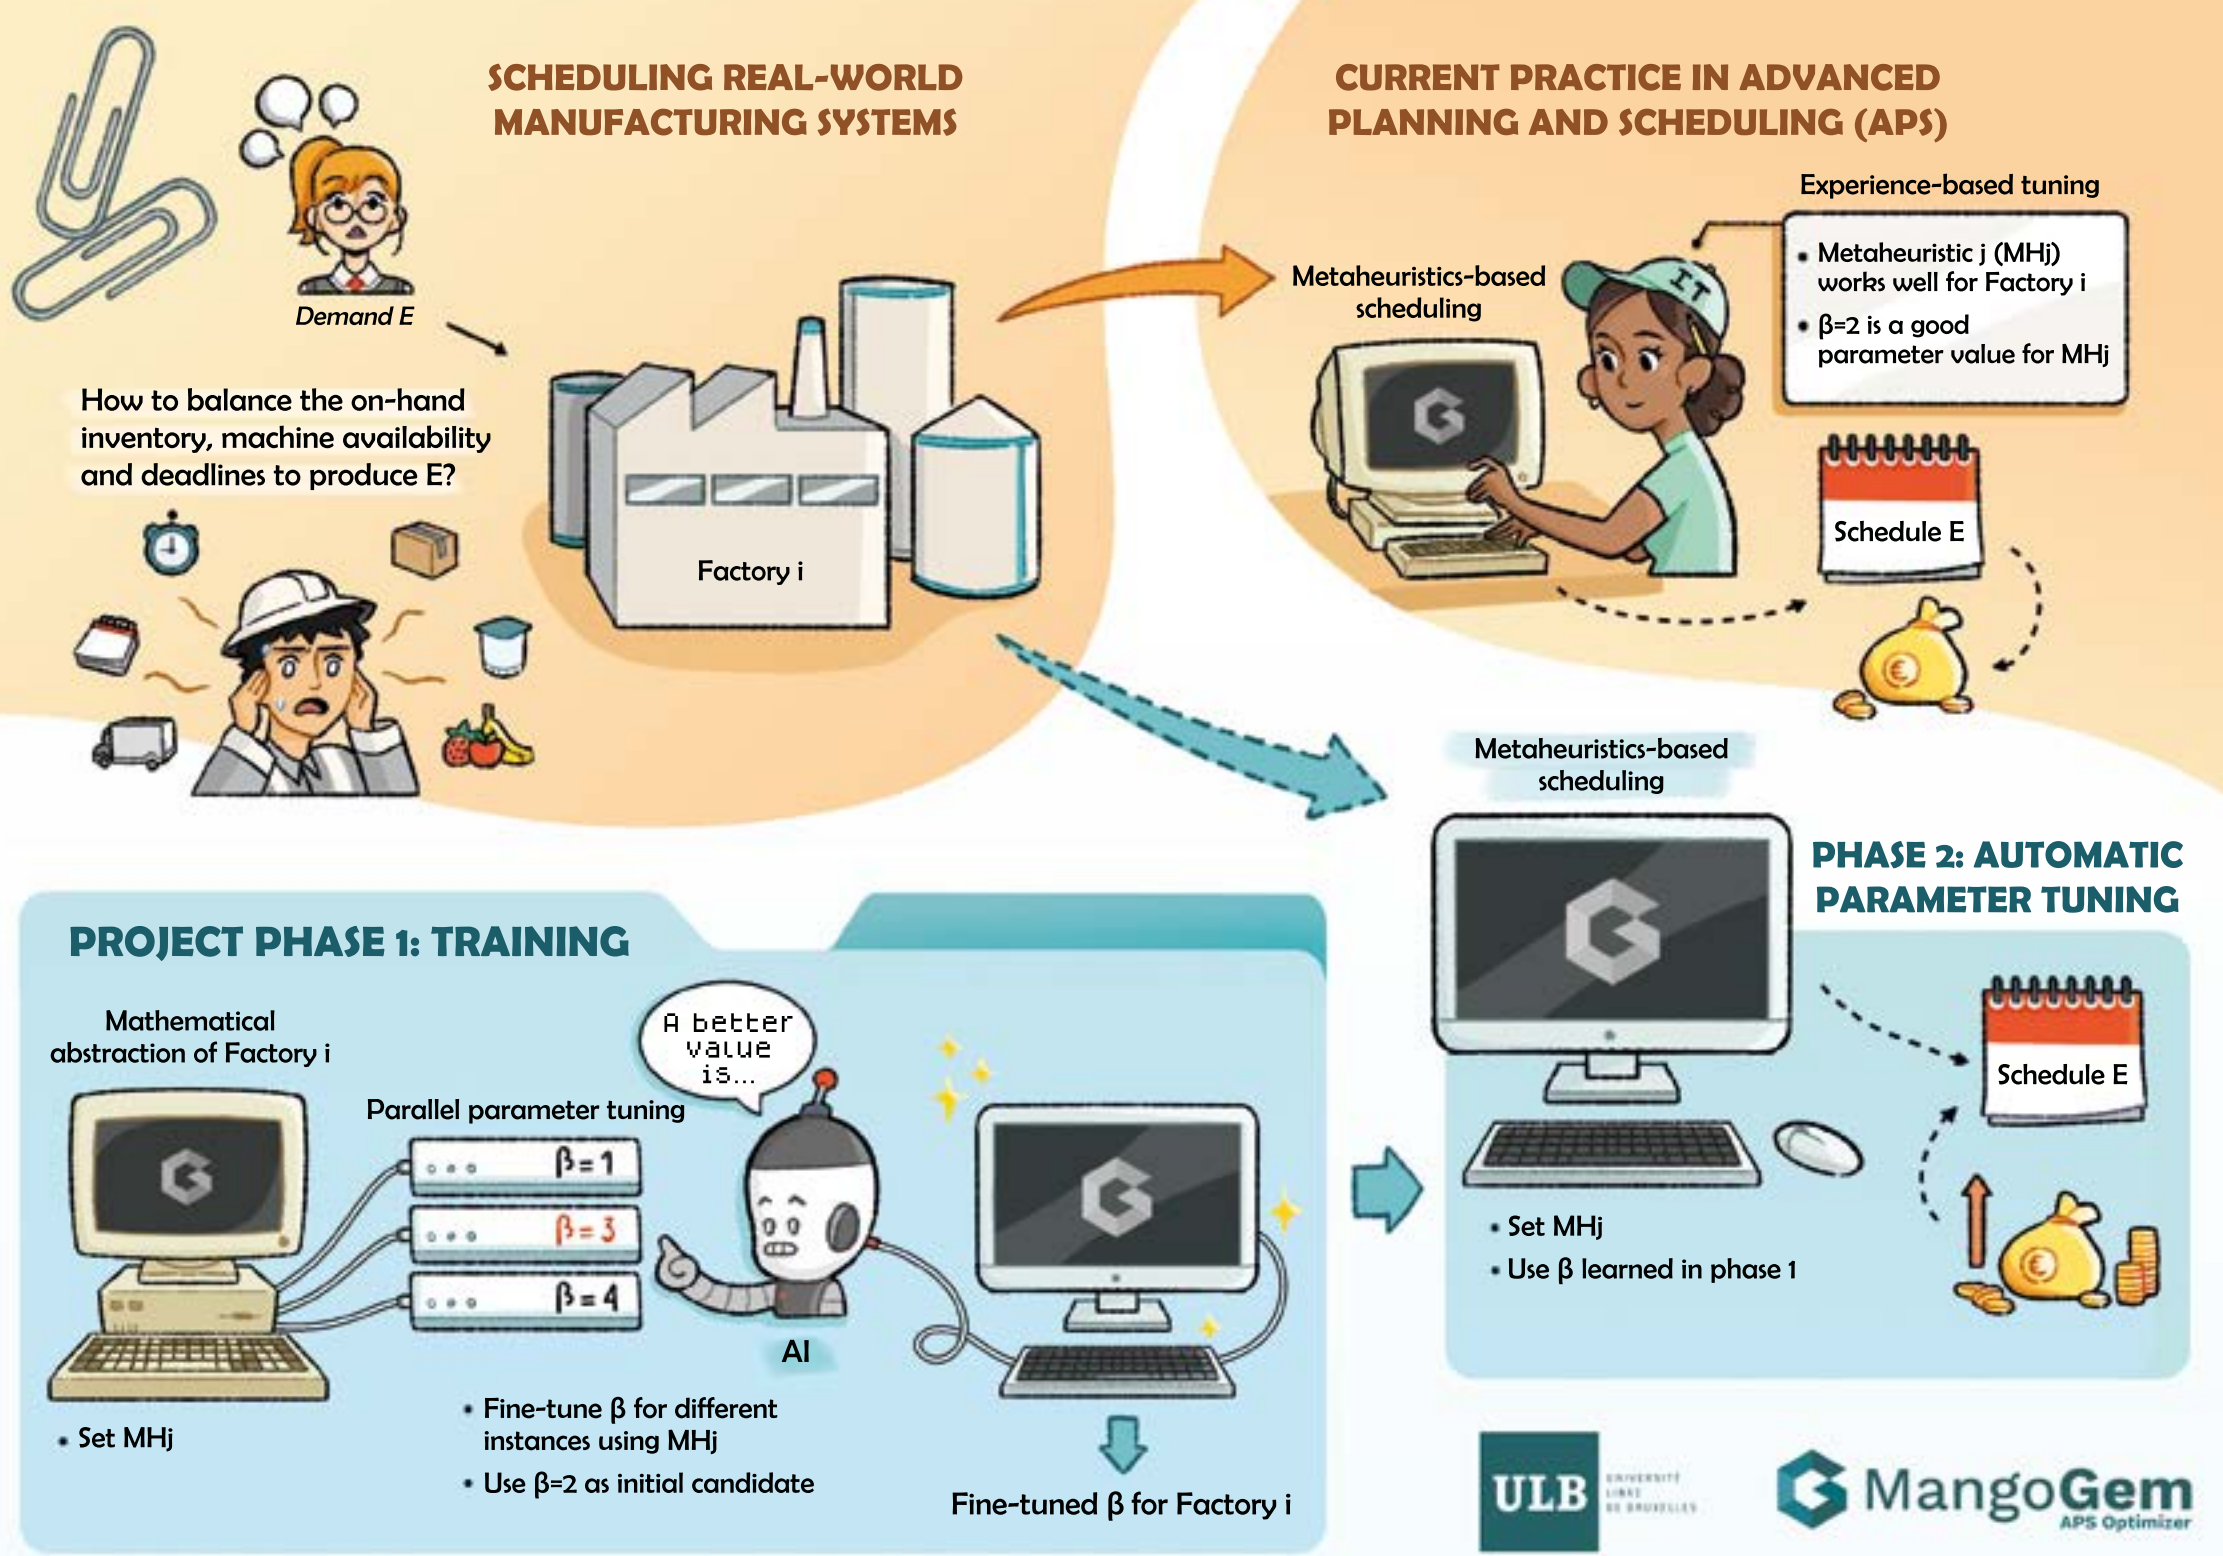 SCHEDULING REAL-WORLD
MANUFACTURING SYSTEMS
Demand E
How to balance the on-hand
inventory, machine availability
and deadlines to produce E?
Factory i
CURRENT PRACTICE IN ADVANCED
PLANNING AND SCHEDULING (APS)
Experience-based tuning
• Metaheuristic j (MHj)
works well for Factory i
• β=2 is a good
parameter value for MHj
Metaheuristics-based
scheduling
IT
Schedule E
€
PROJECT PHASE 1: TRAINING
Mathematical
abstraction of Factory i
• Set MHj
Parallel parameter tuning
β=1
β=3
β=4
A better
value
is...
AI
• Fine-tune β for different
instances using MHj
• Use β=2 as initial candidate
Fine-tuned β for Factory i
Metaheuristics-based
scheduling
PHASE 2: AUTOMATIC
PARAMETER TUNING
• Set MHj
• Use β learned in phase 1
Schedule E
€
ULB
UNIVERSITÉ
LIBRE
DE BRUXELLES
MangoGem
APS Optimizer